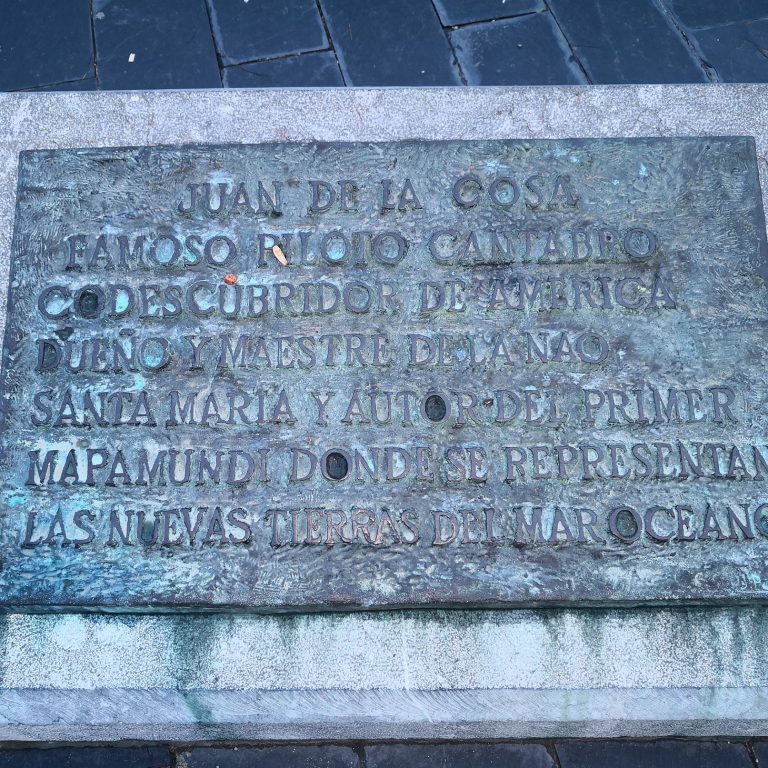 JUAN DE LA COSA
FAMOSO PILOTO CANTABRO
CODESCUBRIDOR DE AMERICA
DUEÑO Y MAESTRE DE LA NAO
SANTA MARIA Y AUTOR DEL PRIMER
MAPAMUNDI DONDE SE REPRESENTAN
LAS NUEVAS TIERRAS DEL MAR OCEANO